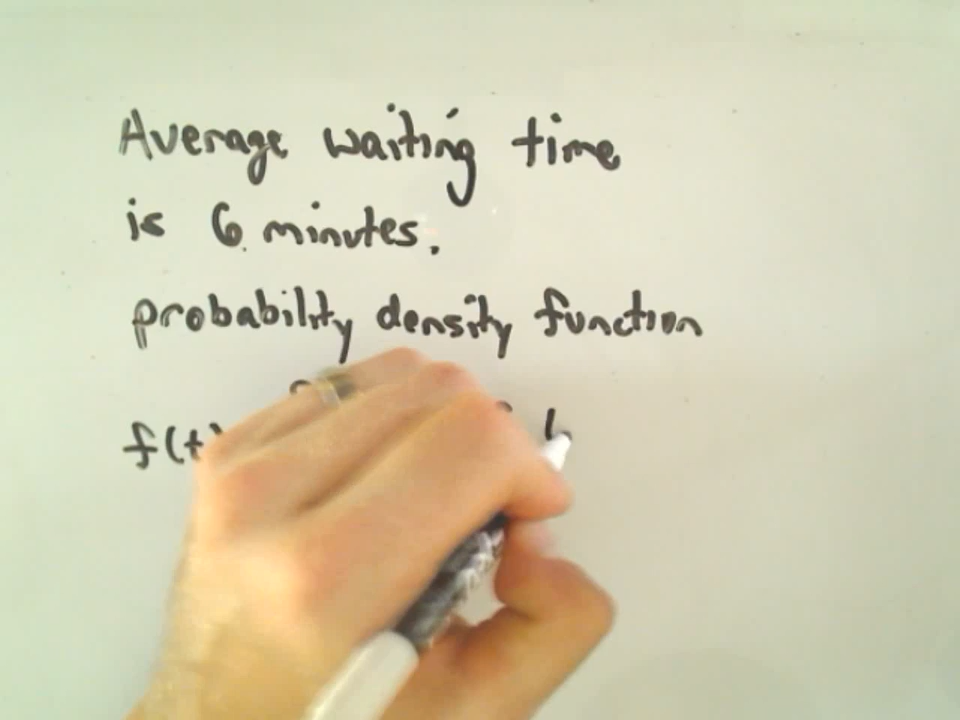 Average waiting time
is 6 minutes.
probability density function
f(t)